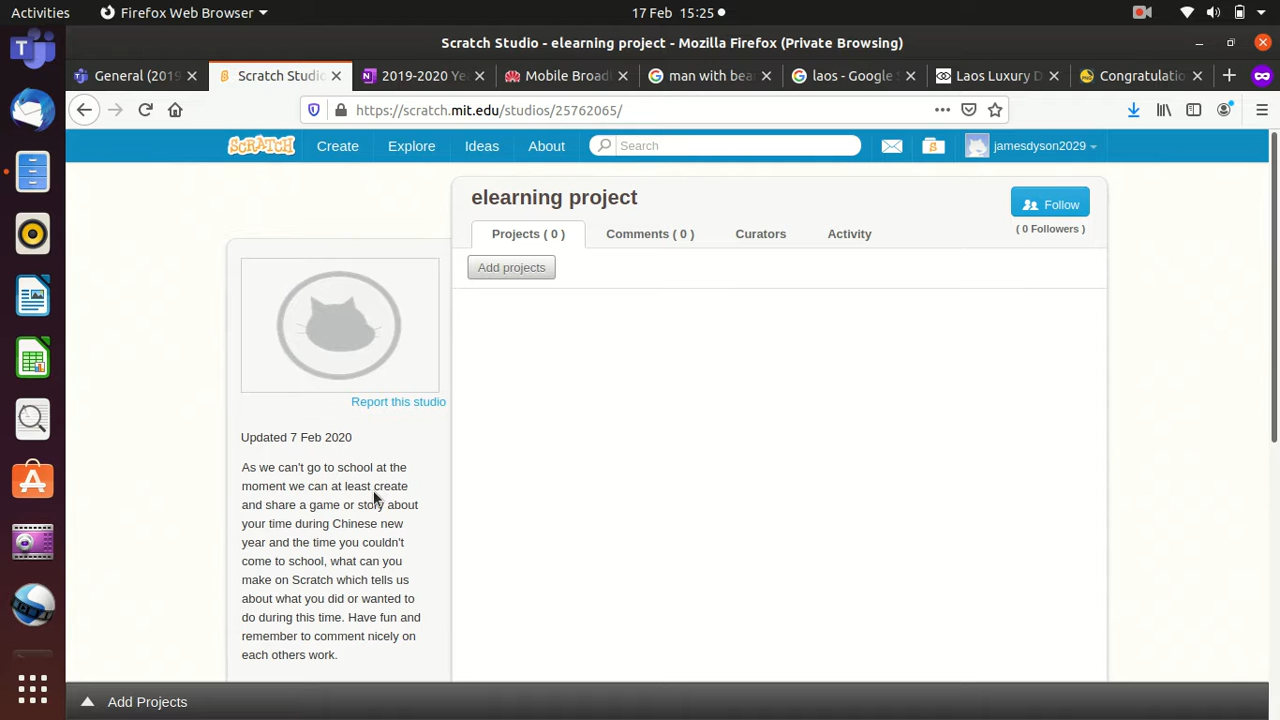 Activities
Firefox Web Browser
17 Feb 15:25
Scratch Studio - elearning project - Mozilla Firefox (Private Browsing)
General (2019
Scratch Studio
2019-2020 Ye
Mobile Broad
man with bea
laos - Google S
Laos Luxury D
Congratulatio
https://scratch.mit.edu/studios/25762065/
SCRATCH
Create
Explore
Ideas
About
Search
jamesdyson2029
elearning project
Follow
( 0 Followers )
Projects ( 0 )
Comments ( 0 )
Curators
Activity
Add projects
Report this studio
Updated 7 Feb 2020
As we can't go to school at the
moment we can at least create
and share a game or story about
your time during Chinese new
year and the time you couldn't
come to school, what can you
make on Scratch which tells us
about what you did or wanted to
do during this time. Have fun and
remember to comment nicely on
each others work.
Add Projects